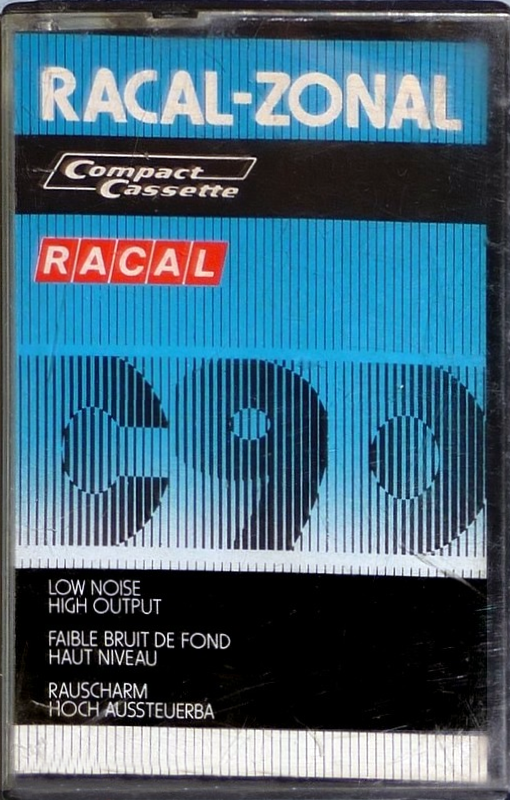 RACAL-ZONAL
Compact
Cassette
RACAL
C90
LOW NOISE
HIGH OUTPUT
FAIBLE BRUIT DE FOND
HAUT NIVEAU
RAUSCHARM
HOCH AUSSTEUERBA